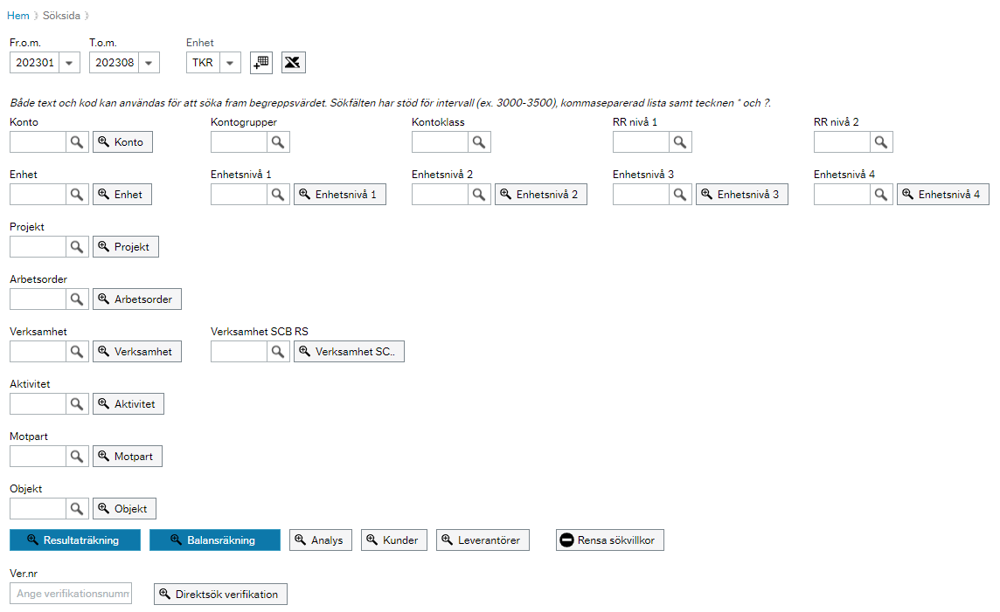 Hem Söksida
Fr.o.m. T.o.m. Enhet
202301 202308 TKR
Både text och kod kan användas för att söka fram begreppsvärdet. Sökfälten har stöd för intervall (ex. 3000-3500), kommaseparerad lista samt tecknen * och ?.
Konto Kontogrupper Kontoklass RR nivå 1 RR nivå 2
Konto
Enhet Enhetsnivå 1 Enhetsnivå 2 Enhetsnivå 3 Enhetsnivå 4
Enhet Enhetsnivå 1 Enhetsnivå 2 Enhetsnivå 3 Enhetsnivå 4
Projekt
Projekt
Arbetsorder
Arbetsorder
Verksamhet Verksamhet SCB RS
Verksamhet Verksamhet SC..
Aktivitet
Aktivitet
Motpart
Motpart
Objekt
Objekt
Resultaträkning Balansräkning Analys Kunder Leverantörer Rensa sökvillkor
Ver.nr
Ange verifikationsnumm Direktsök verifikation